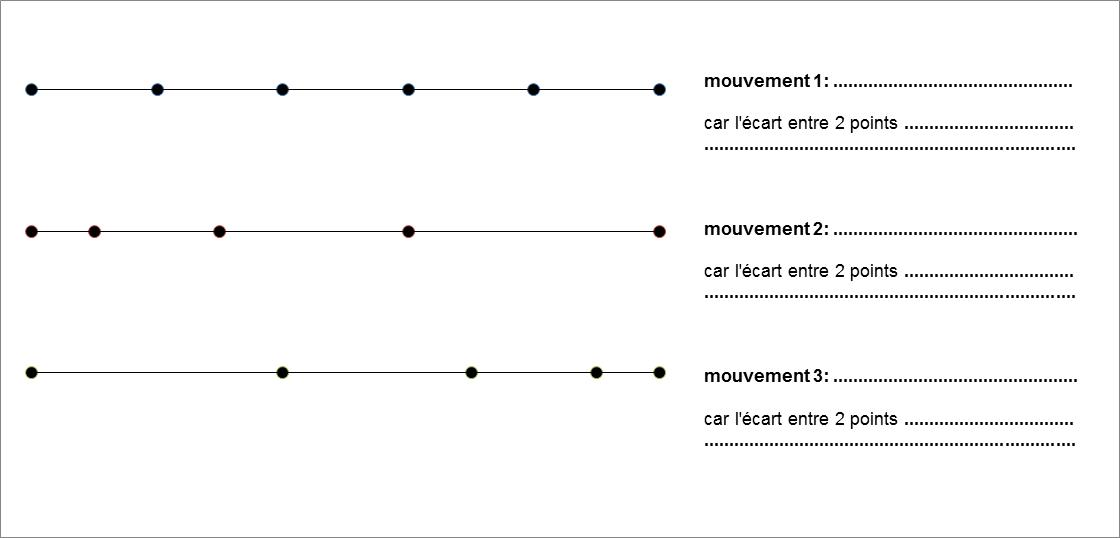 mouvement 1: ................................................
car l'écart entre 2 points ..................................
..........................................................................
mouvement 2: .................................................
car l'écart entre 2 points ..................................
..........................................................................
mouvement 3: .................................................
car l'écart entre 2 points ..................................
..........................................................................